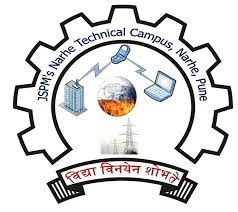 JSPM's Narhe Technical Campus, Narhe, Pune
विद्या विनयेन शोभते